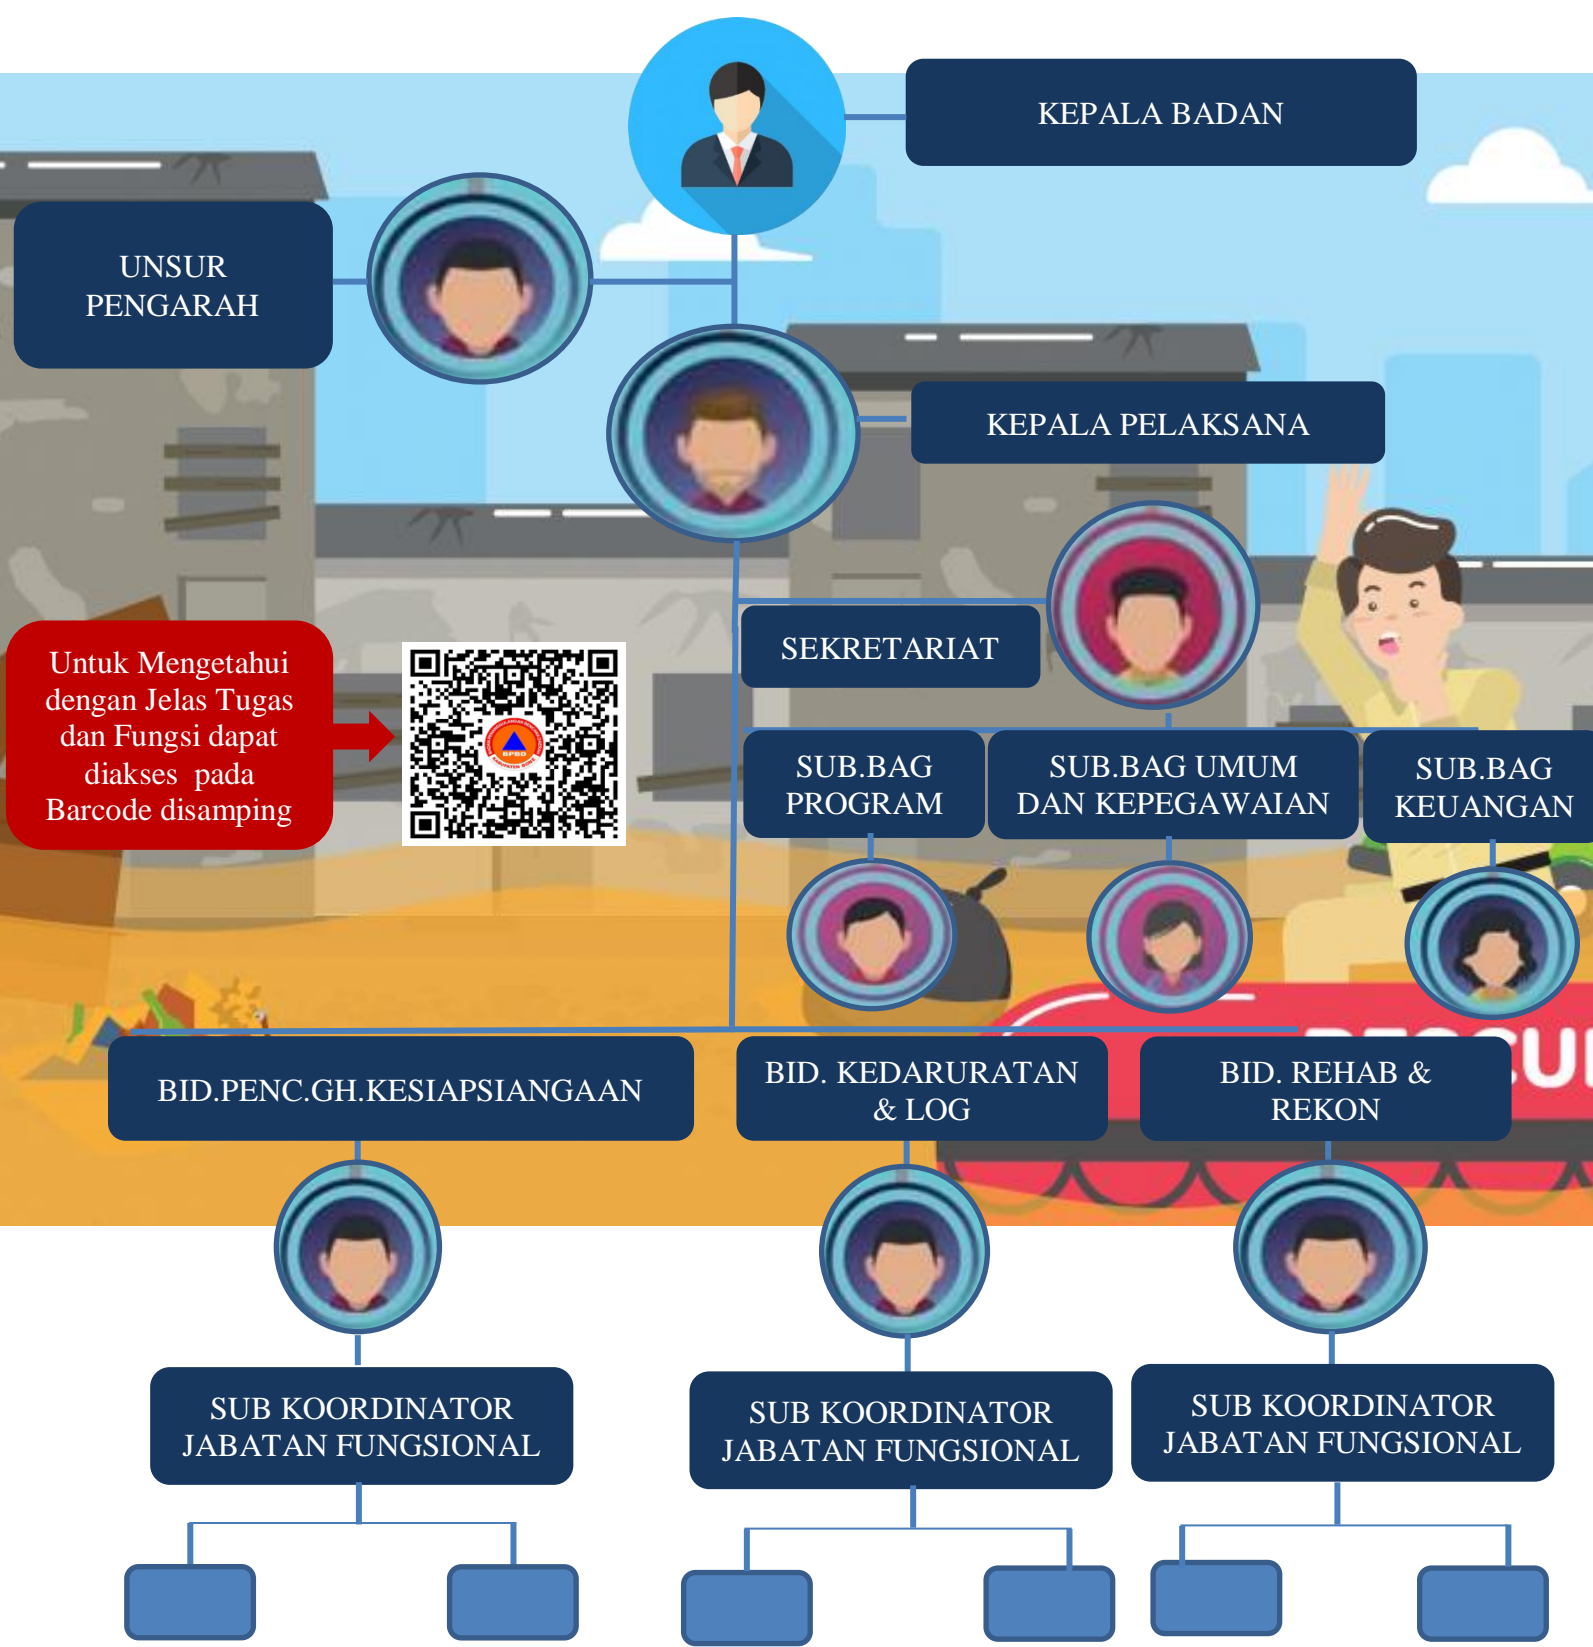 KEPALA BADAN
UNSUR
PENGARAH
KEPALA PELAKSANA
SEKRETARIAT
Untuk Mengetahui
dengan Jelas Tugas
dan Fungsi dapat
diakses pada
Barcode disamping
BPBD
SUB.BAG
PROGRAM
SUB.BAG UMUM
DAN KEPEGAWAIAN
SUB.BAG
KEUANGAN
BID.PENC.GH.KESIAPSIANGAAN
BID. KEDARURATAN
& LOG
BID. REHAB &
REKON
SUB KOORDINATOR
JABATAN FUNGSIONAL
SUB KOORDINATOR
JABATAN FUNGSIONAL
SUB KOORDINATOR
JABATAN FUNGSIONAL